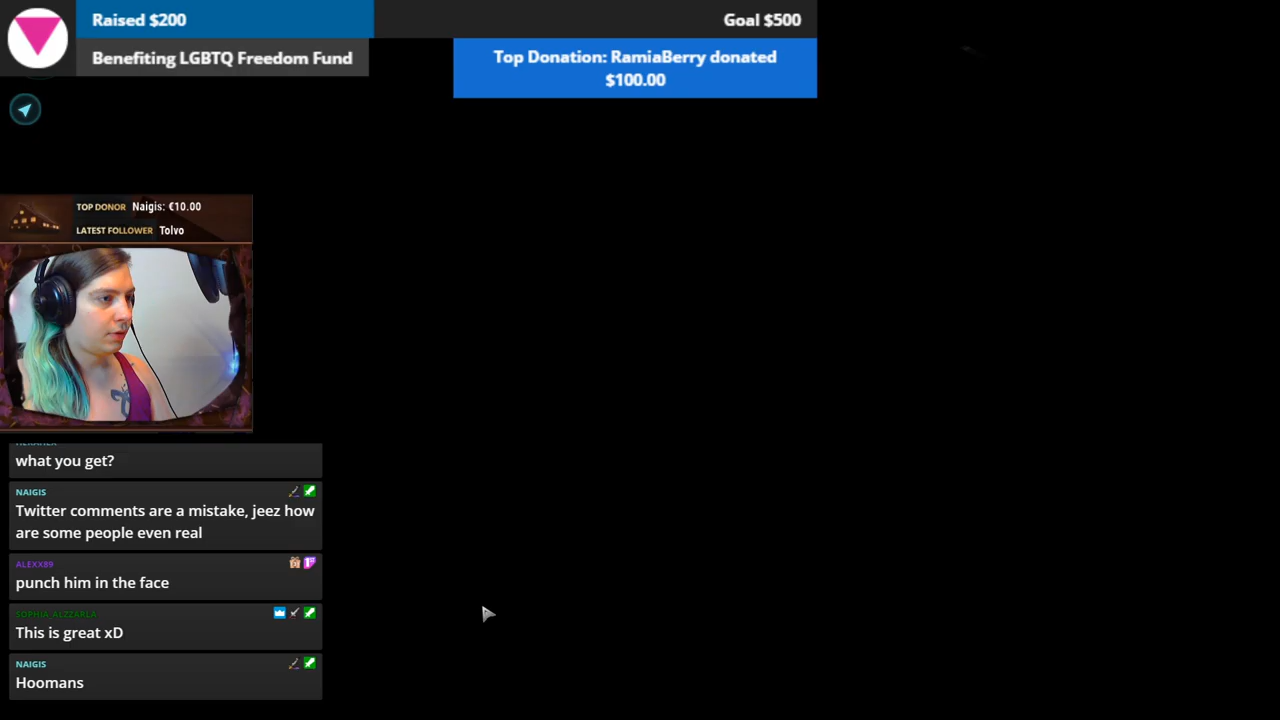 Raised $200
Goal $500
Benefiting LGBTQ Freedom Fund
Top Donation: RamiaBerry donated
$100.00
TOP DONOR Naigis: €10.00
LATEST FOLLOWER Tolvo
what you get?
NAIGIS
Twitter comments are a mistake, jeez how
are some people even real
ALEXX89
punch him in the face
SOPHIA_ALZZARLA
This is great xD
NAIGIS
Hoomans